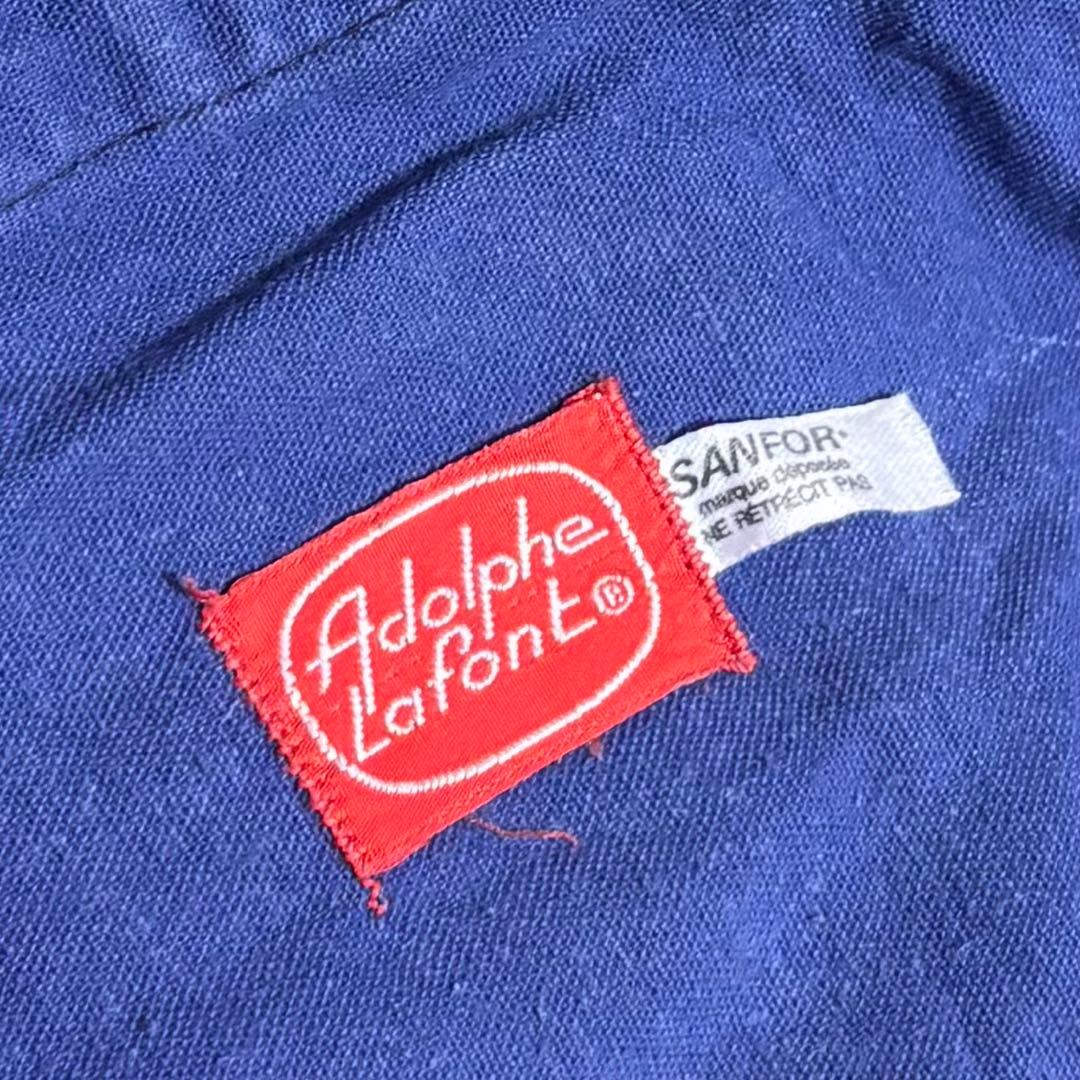 Adolphe
Lafont®
SANFOR
marque déposée
NE RÉTRÉCIT PAS